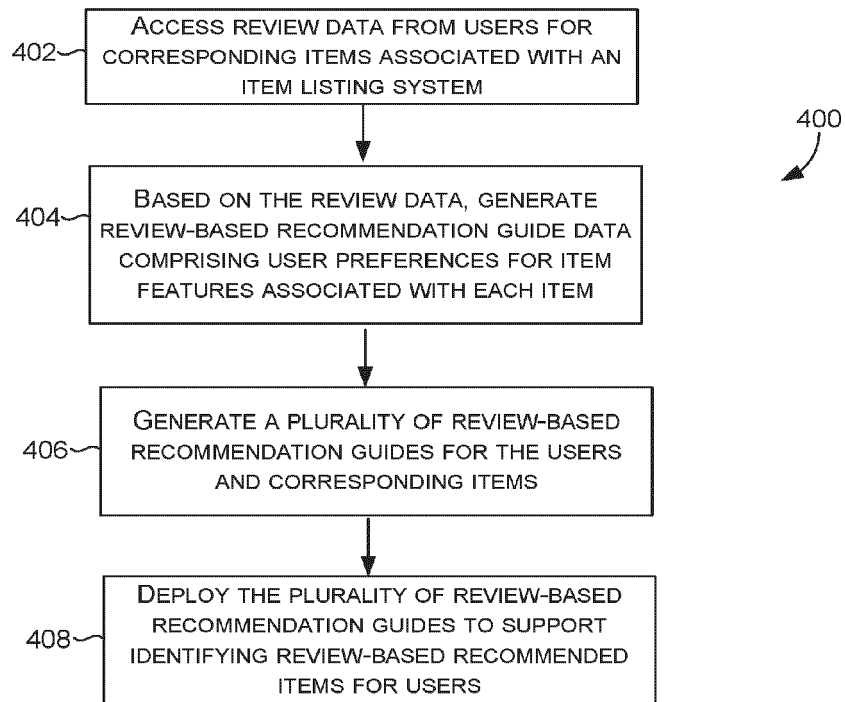 ACCESS REVIEW DATA FROM USERS FOR
CORRESPONDING ITEMS ASSOCIATED WITH AN
ITEM LISTING SYSTEM
402
400
BASED ON THE REVIEW DATA, GENERATE
REVIEW-BASED RECOMMENDATION GUIDE DATA
COMPRISING USER PREFERENCES FOR ITEM
FEATURES ASSOCIATED WITH EACH ITEM
404
GENERATE A PLURALITY OF REVIEW-BASED
RECOMMENDATION GUIDES FOR THE USERS
AND CORRESPONDING ITEMS
406
DEPLOY THE PLURALITY OF REVIEW-BASED
RECOMMENDATION GUIDES TO SUPPORT
IDENTIFYING REVIEW-BASED RECOMMENDED
ITEMS FOR USERS
408